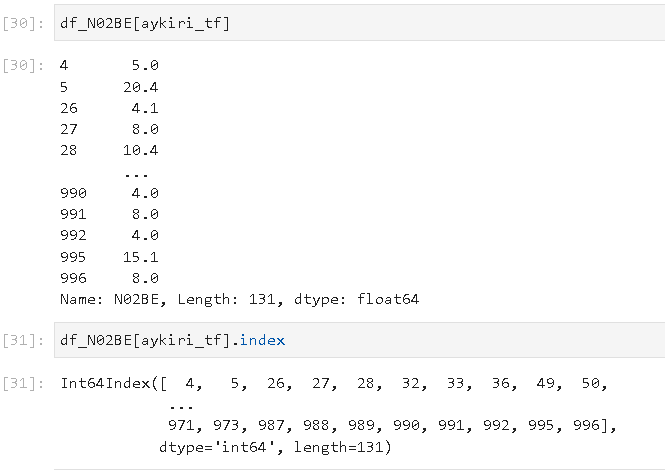 [30]: df_N02BE[aykiri_tf]
[30]: 4 5.0
5 20.4
26 4.1
27 8.0
28 10.4
...
990 4.0
991 8.0
992 4.0
995 15.1
996 8.0
Name: N02BE, Length: 131, dtype: float64
[31]: df_N02BE[aykiri_tf].index
[31]: Int64Index([ 4, 5, 26, 27, 28, 32, 33, 36, 49, 50,
...
971, 973, 987, 988, 989, 990, 991, 992, 995, 996],
dtype='int64', length=131)